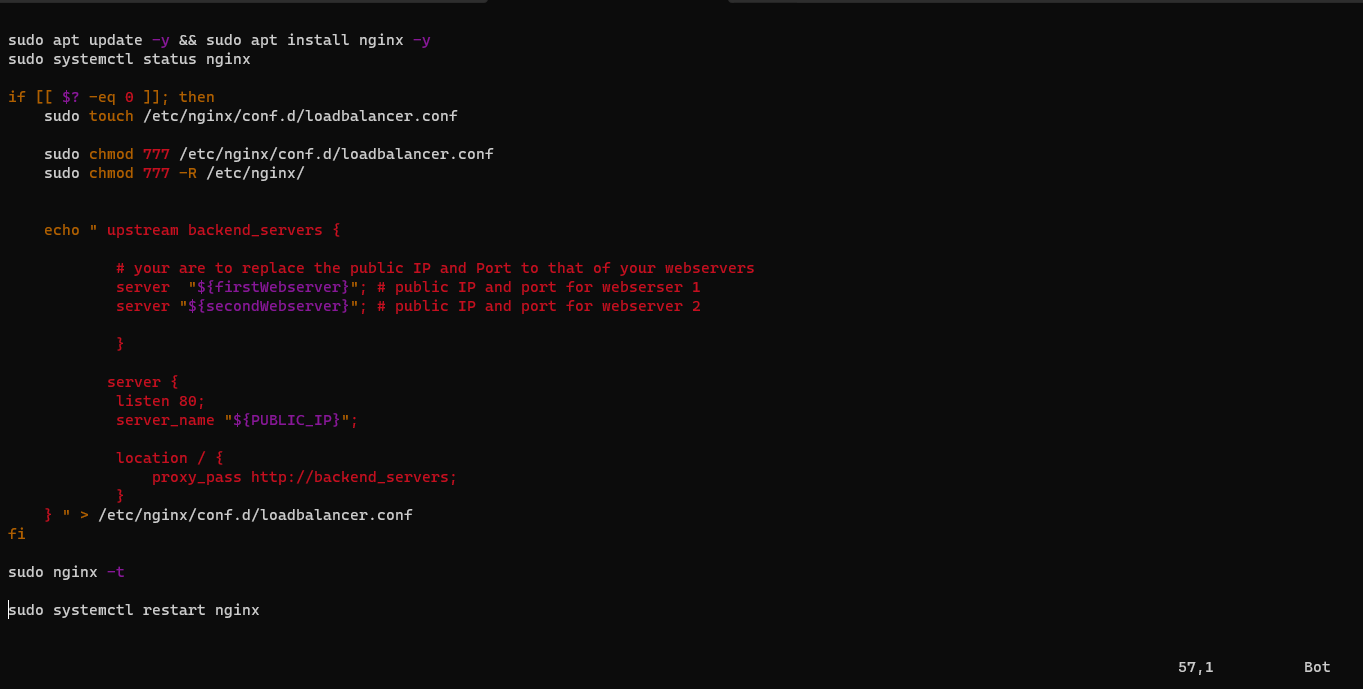 sudo apt update -y && sudo apt install nginx -y
sudo systemctl status nginx
if [[ $? -eq 0 ]]; then
    sudo touch /etc/nginx/conf.d/loadbalancer.conf
    sudo chmod 777 /etc/nginx/conf.d/loadbalancer.conf
    sudo chmod 777 -R /etc/nginx/
    echo " upstream backend_servers {
            # your are to replace the public IP and Port to that of your webservers
            server  "${firstWebserver}"; # public IP and port for webserser 1
            server "${secondWebserver}"; # public IP and port for webserver 2
            }
           server {
            listen 80;
            server_name "${PUBLIC_IP}";
            location / {
                proxy_pass http://backend_servers;
            }
    } " > /etc/nginx/conf.d/loadbalancer.conf
fi
sudo nginx -t
sudo systemctl restart nginx
57,1 Bot